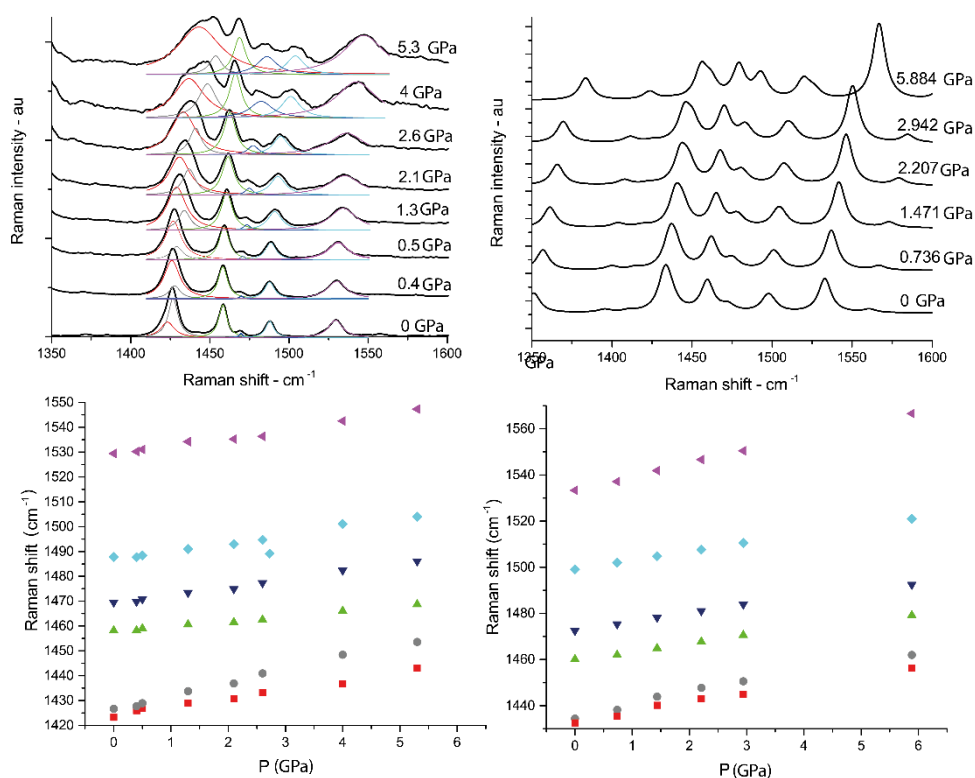 Raman intensity - au
5.3 GPa
4 GPa
2.6 GPa
2.1 GPa
1.3 GPa
0.5 GPa
0.4 GPa
0 GPa
1350 1400 1450 1500 1550 1600
Raman shift - cm-1
Raman intensity - au
5.884 GPa
2.942 GPa
2.207 GPa
1.471 GPa
0.736 GPa
0 GPa
1350 1400 1450 1500 1550 1600
GPa
Raman shift - cm-1
Raman shift (cm-1)
1550
1540
1530
1520
1510
1500
1490
1480
1470
1460
1450
1440
1430
1420
0 1 2 3 4 5 6
P (GPa)
Raman shift (cm-1)
1560
1540
1520
1500
1480
1460
1440
0 1 2 3 4 5 6
P (GPa)